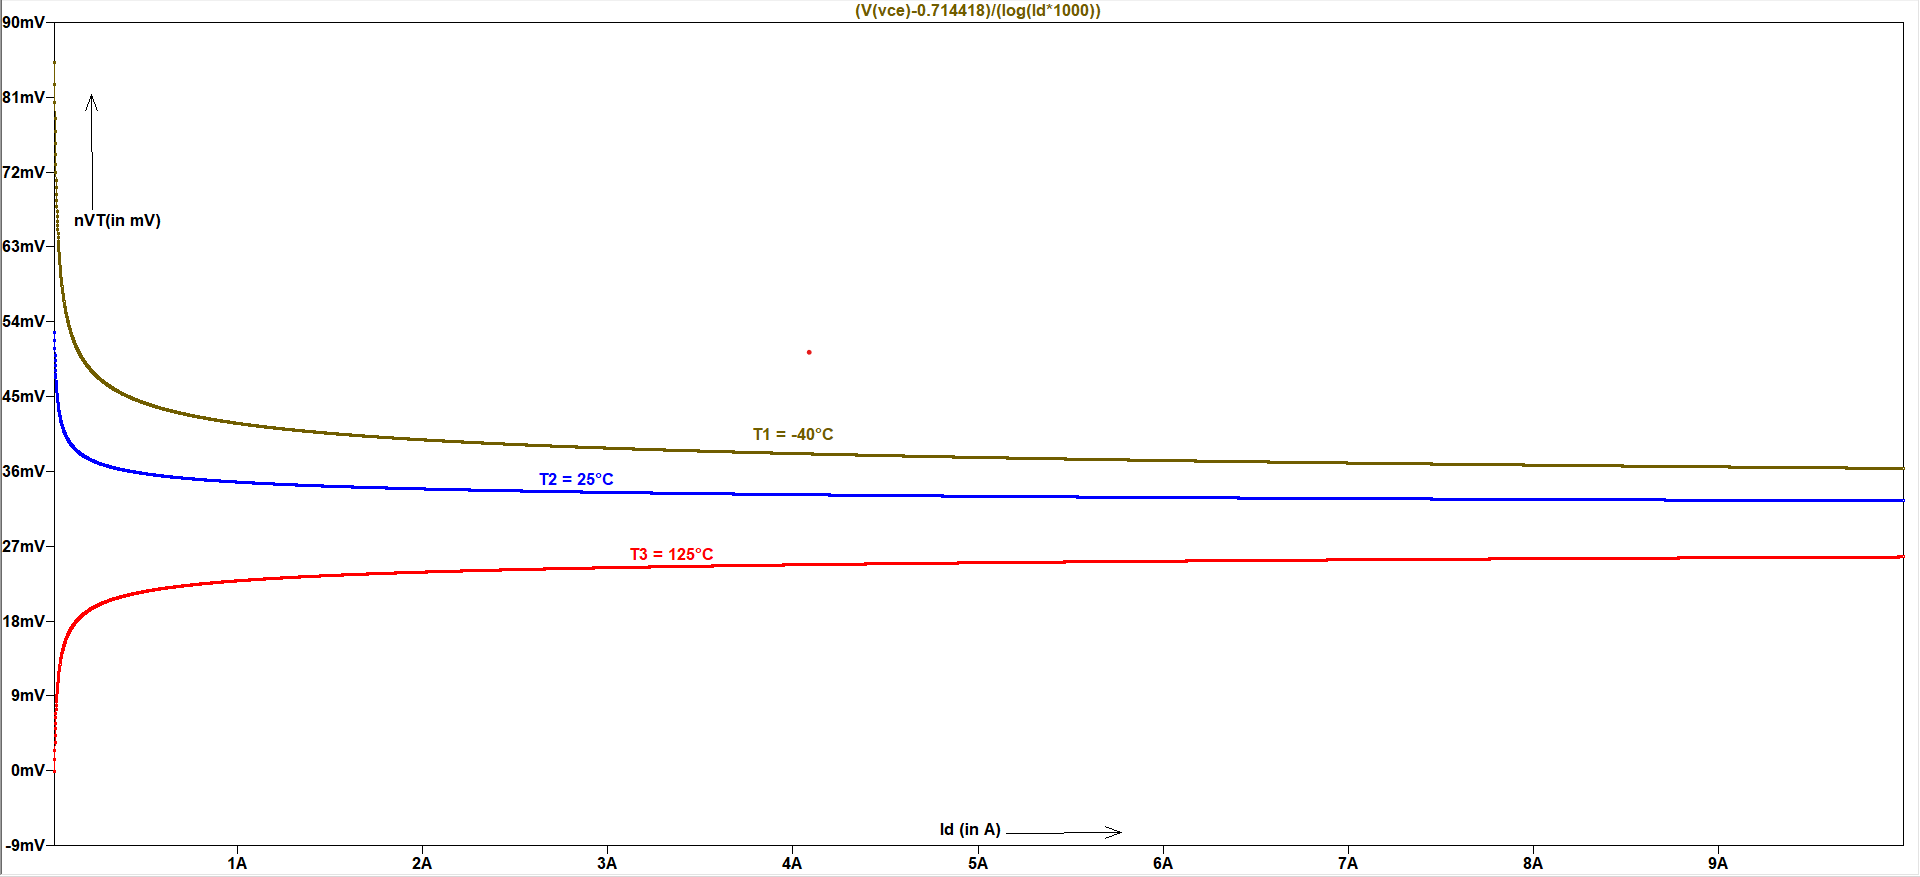 (V(vce)-0.714418)/(log(Id*1000))
90mV
81mV
72mV
nVT(in mV)
63mV
54mV
45mV
T1 = -40°C
36mV
T2 = 25°C
27mV
T3 = 125°C
18mV
9mV
0mV
Id (in A)
-9mV
1A 2A 3A 4A 5A 6A 7A 8A 9A